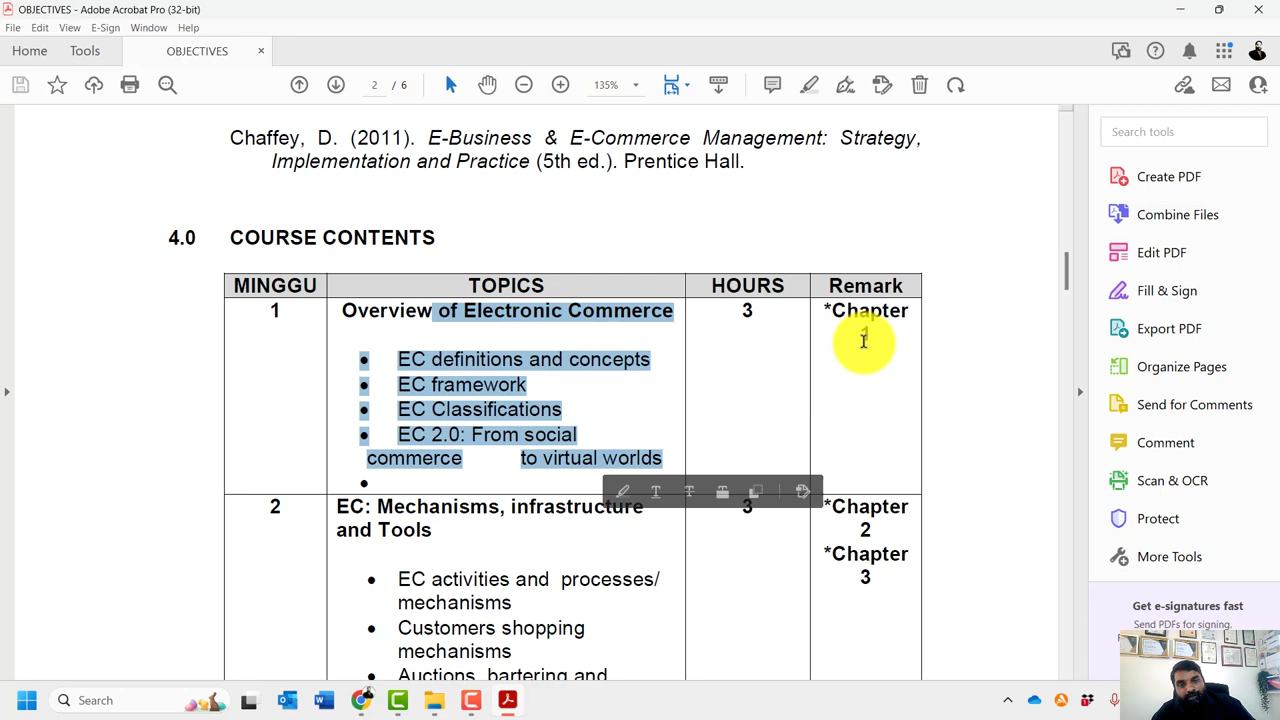 OBJECTIVES - Adobe Acrobat Pro (32-bit)
File Edit View E-Sign Window Help
Home Tools OBJECTIVES
2 / 6 135%
Chaffey, D. (2011). E-Business & E-Commerce Management: Strategy,
Implementation and Practice (5th ed.). Prentice Hall.
4.0 COURSE CONTENTS
MINGGU TOPICS HOURS Remark
1 Overview of Electronic Commerce 3 *Chapter
1
• EC definitions and concepts
• EC framework
• EC Classifications
• EC 2.0: From social
commerce to virtual worlds
•
2 EC: Mechanisms, infrastructure 3 *Chapter
and Tools 2
*Chapter
3
• EC activities and processes/
mechanisms
• Customers shopping
mechanisms
• Auctions, bartering and
Search tools
Create PDF
Combine Files
Edit PDF
Fill & Sign
Export PDF
Organize Pages
Send for Comments
Comment
Scan & OCR
Protect
More Tools
Get e-signatures fast
Send PDFs for signing.
Search